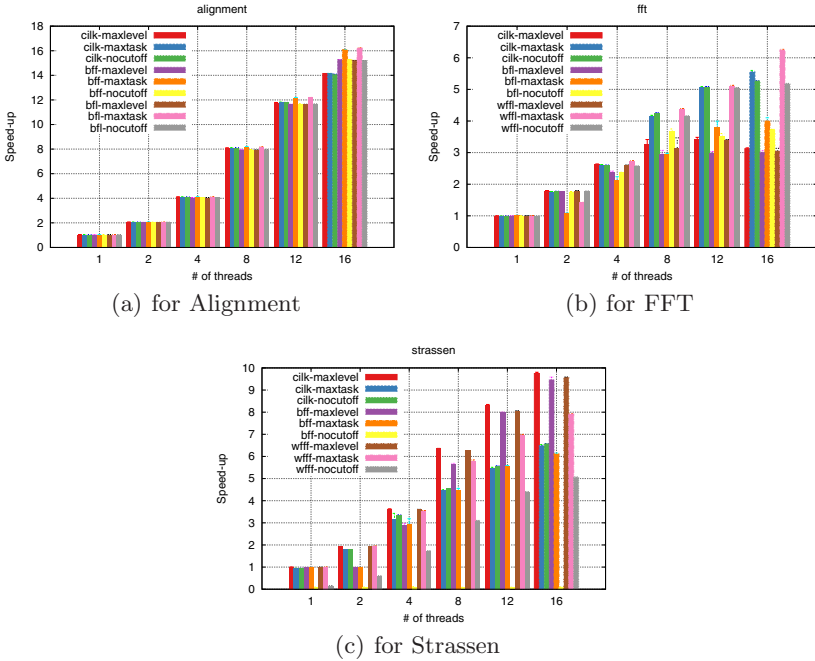 alignment
Speed-up
18
16
14
12
10
8
6
4
2
0
cilk-maxlevel
cilk-maxtask
cilk-nocutoff
bff-maxlevel
bff-maxtask
bff-nocutoff
bfl-maxlevel
bfl-maxtask
bfl-nocutoff
1 2 4 8 12 16
# of threads
(a) for Alignment
fft
Speed-up
7
6
5
4
3
2
1
0
cilk-maxlevel
cilk-maxtask
cilk-nocutoff
bfl-maxlevel
bfl-maxtask
bfl-nocutoff
wffl-maxlevel
wffl-maxtask
wffl-nocutoff
1 2 4 8 12 16
# of threads
(b) for FFT
strassen
Speed-up
10
9
8
7
6
5
4
3
2
1
0
cilk-maxlevel
cilk-maxtask
cilk-nocutoff
bff-maxlevel
bff-maxtask
bff-nocutoff
wfff-maxlevel
wfff-maxtask
wfff-nocutoff
1 2 4 8 12 16
# of threads
(c) for Strassen